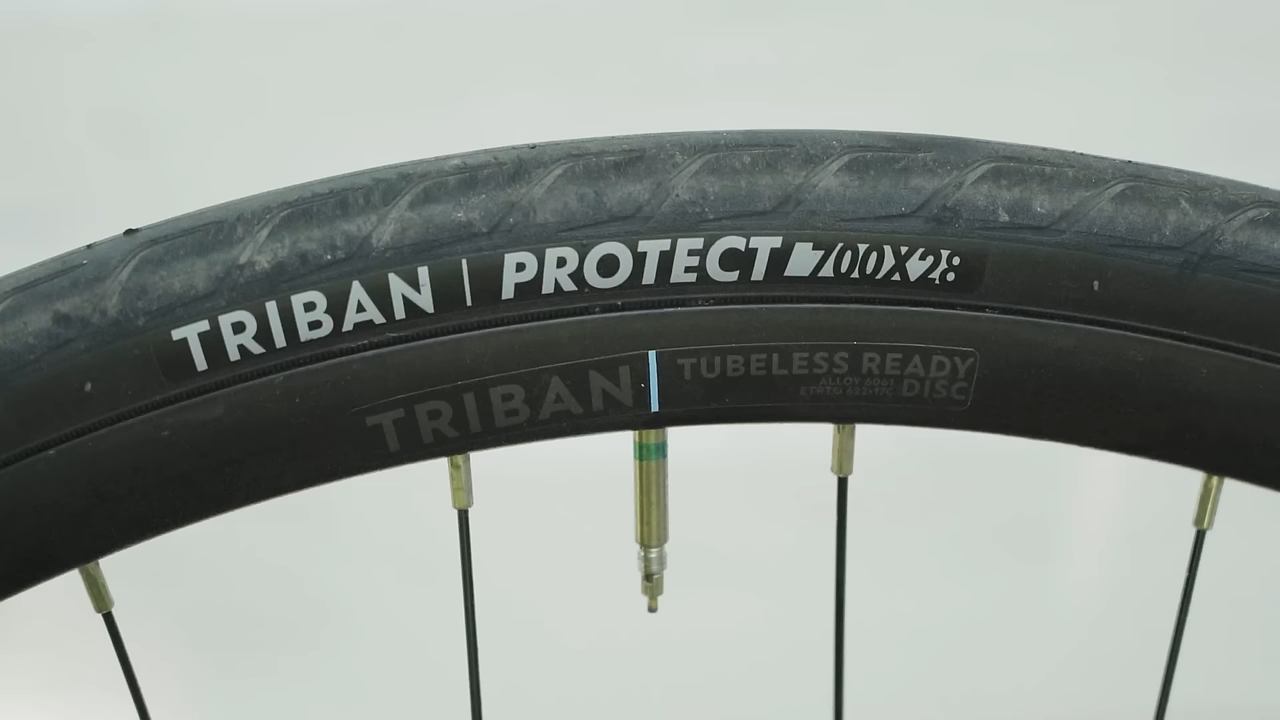 TRIBAN | PROTECT 700X28
TRIBAN
TUBELESS READY
ALLOY 6061
ETRTO 622x17C
DISC